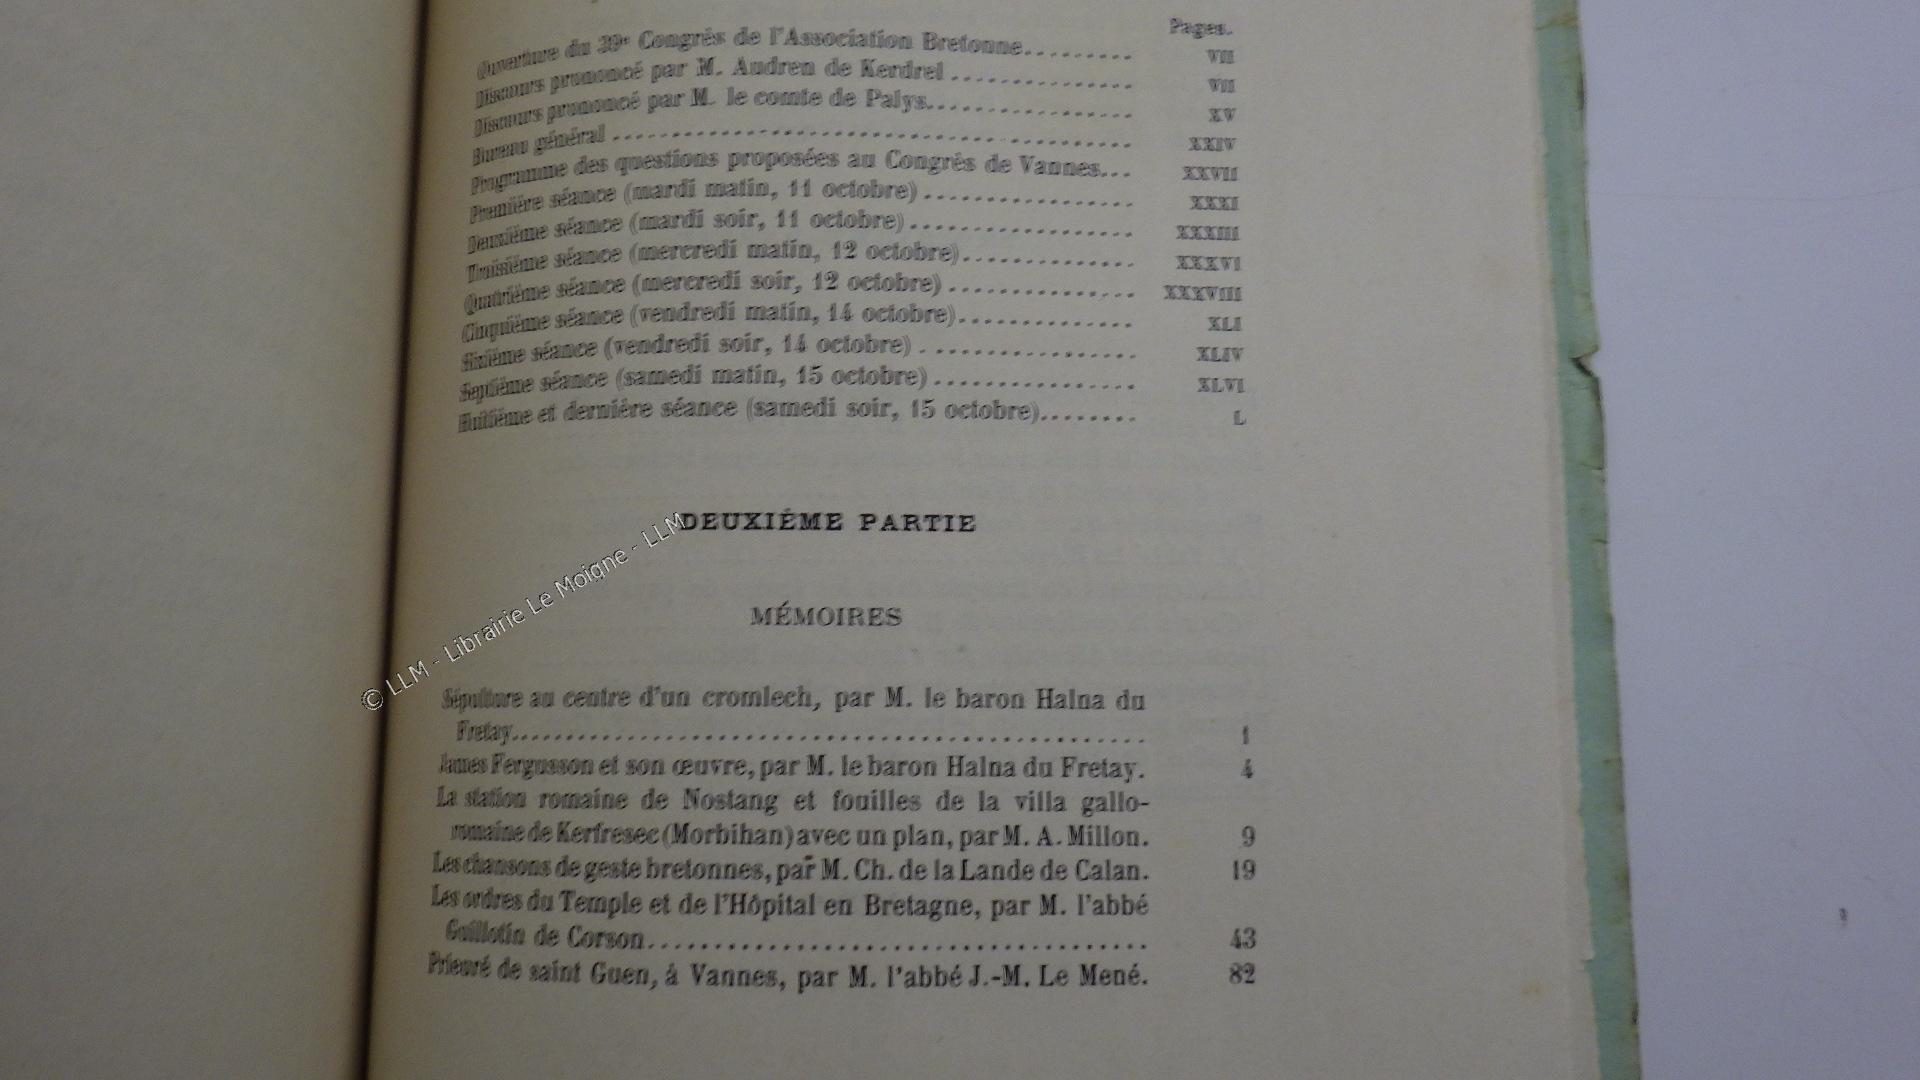 Pages.
Ouverture du 39e Congrès de l'Association Bretonne.......... VII
Discours prononcé par M. Audren de Kerdrel .............. VII
Discours prononcé par M. le comte de Palys............... XV
Bureau général .................................... XXIV
Programme des questions proposées au Congrès de Vannes... XXVII
Première séance (mardi matin, 11 octobre) ................ XXXI
Deuxième séance (mardi soir, 11 octobre) ................. XXXIII
Troisième séance (mercredi matin, 12 octobre).............. XXXVI
Quatrième séance (mercredi soir, 12 octobre) .............. XXXVIII
Cinquième séance (vendredi matin, 14 octobre).............. XLI
Sixième séance (vendredi soir, 14 octobre) ................. XLIV
Septième séance (samedi matin, 15 octobre) ................ XLVI
Huitième et dernière séance (samedi soir, 15 octobre)........ L
DEUXIÈME PARTIE
MÉMOIRES
Sépulture au centre d'un cromlech, par M. le baron Halna du
Fretay................................................ 1
James Fergusson et son œuvre, par M. le baron Halna du Fretay. 4
La station romaine de Nostang et fouilles de la villa gallo-
romaine de Kerfresec (Morbihan) avec un plan, par M. A. Millon. 9
Les chansons de geste bretonnes, par M. Ch. de la Lande de Calan. 19
Les ordres du Temple et de l'Hôpital en Bretagne, par M. l'abbé
Guillotin de Corson...................................... 43
Prieuré de saint Guen, à Vannes, par M. l'abbé J.-M. Le Mené. 82
© LLM - Librairie Le Moigne - LLM